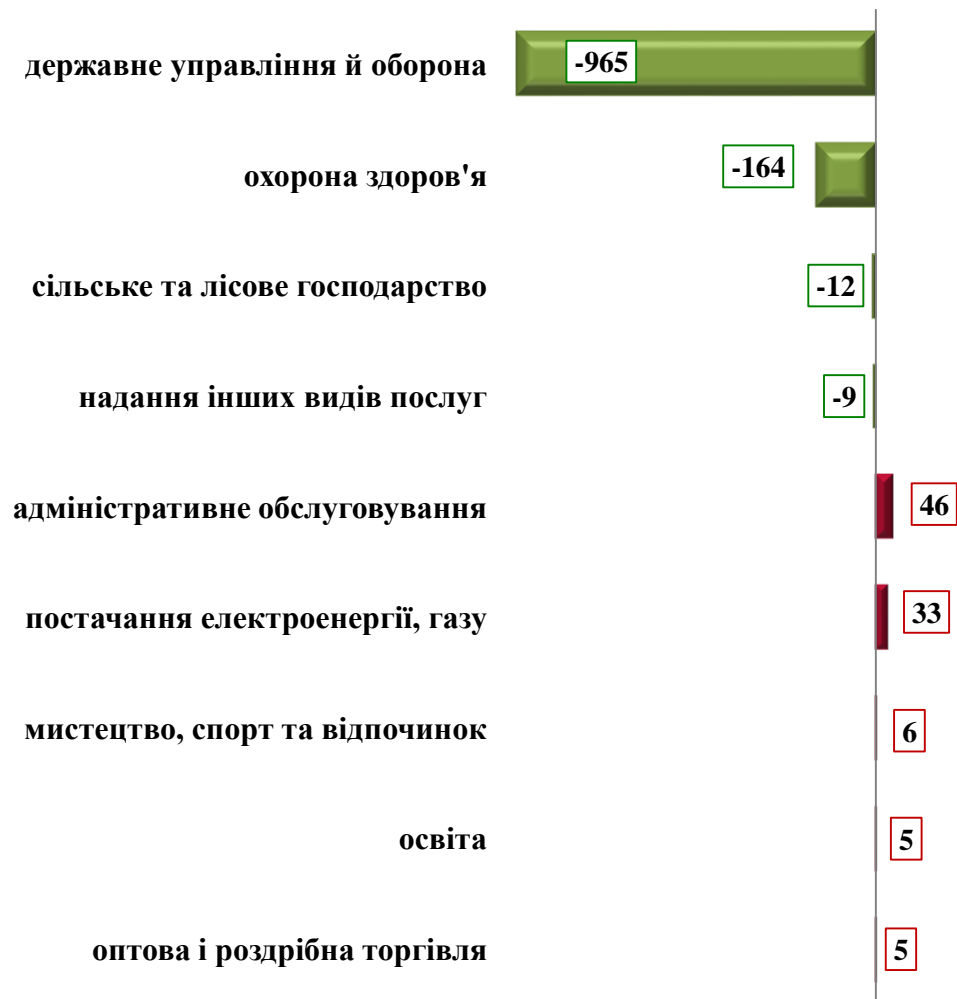 державне управління й оборона -965
охорона здоров'я -164
сільське та лісове господарство -12
надання інших видів послуг -9
адміністративне обслуговування 46
постачання електроенергії, газу 33
мистецтво, спорт та відпочинок 6
освіта 5
оптова і роздрібна торгівля 5